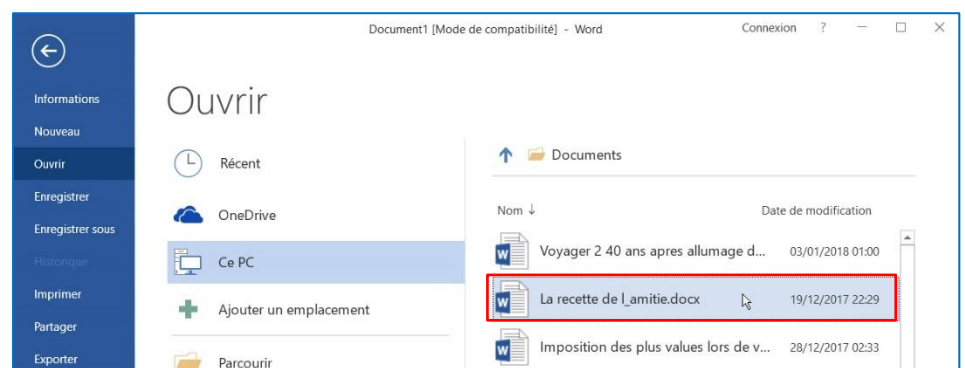 Document1 [Mode de compatibilité] - Word
Connexion ?
Informations
Nouveau
Ouvrir
Enregistrer
Enregistrer sous
Historique
Imprimer
Partager
Exporter
Ouvrir
Récent
OneDrive
Ce PC
Ajouter un emplacement
Parcourir
Documents
Nom ↓ Date de modification
Voyager 2 40 ans apres allumage d... 03/01/2018 01:00
La recette de l_amitie.docx 19/12/2017 22:29
Imposition des plus values lors de v... 28/12/2017 02:33